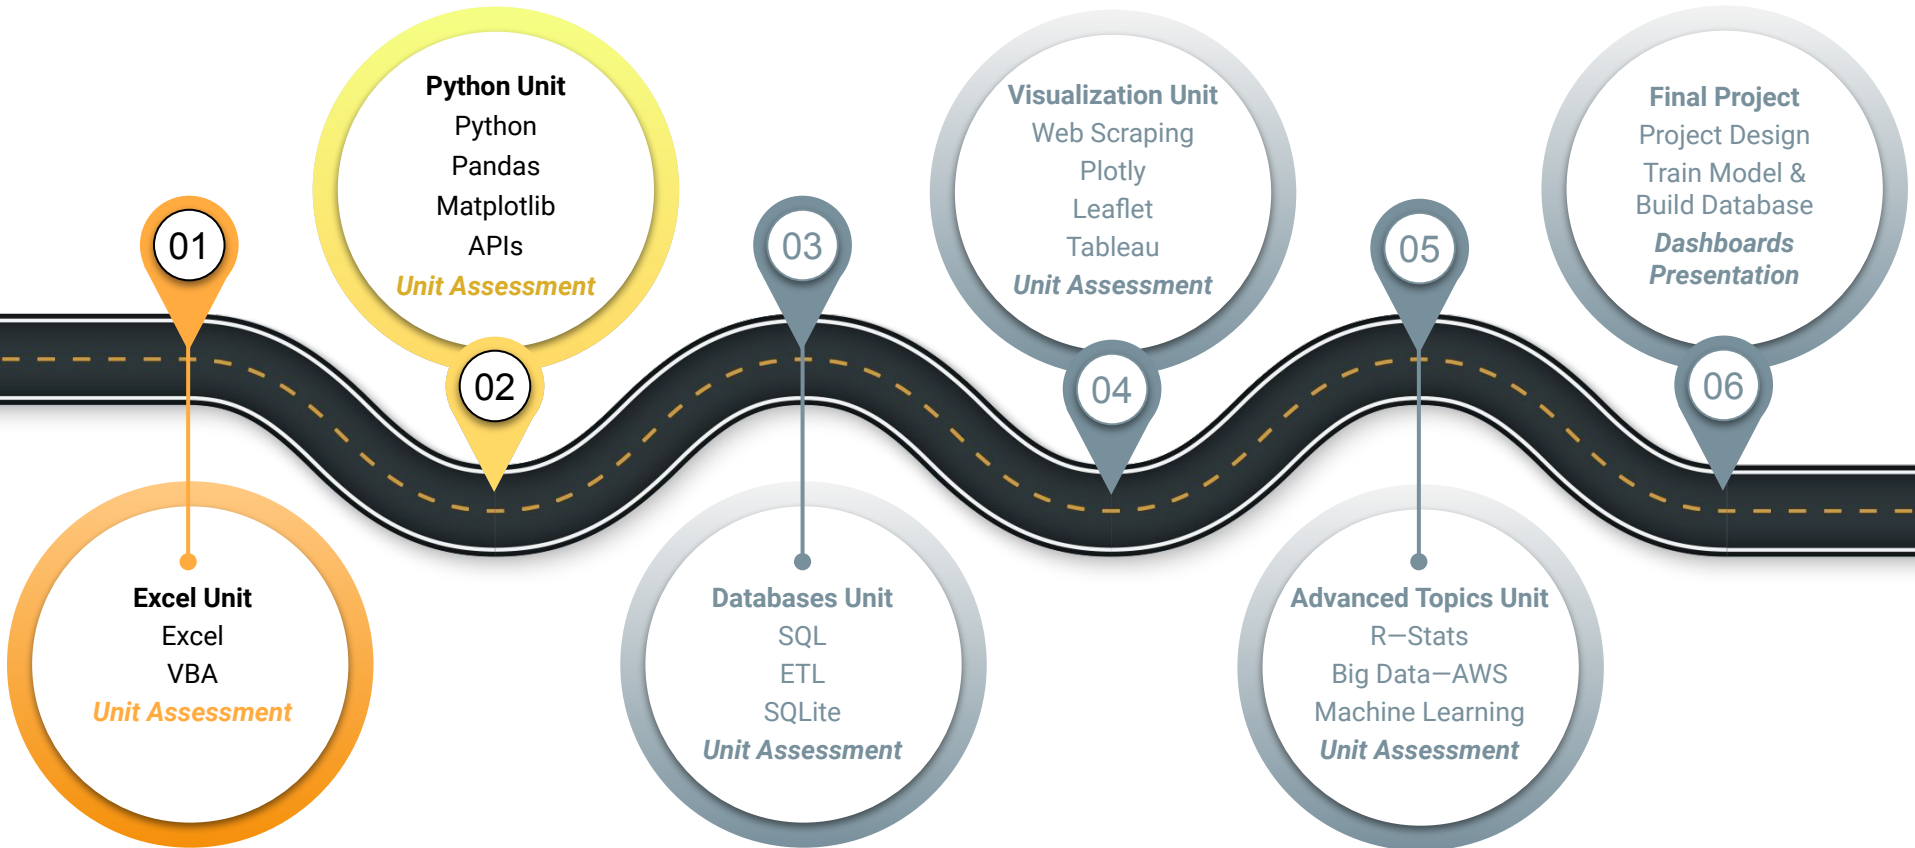 01
Excel Unit
Excel
VBA
Unit Assessment
Python Unit
Python
Pandas
Matplotlib
APIs
Unit Assessment
02
03
Databases Unit
SQL
ETL
SQLite
Unit Assessment
Visualization Unit
Web Scraping
Plotly
Leaflet
Tableau
Unit Assessment
04
05
Advanced Topics Unit
R—Stats
Big Data—AWS
Machine Learning
Unit Assessment
Final Project
Project Design
Train Model &
Build Database
Dashboards
Presentation
06